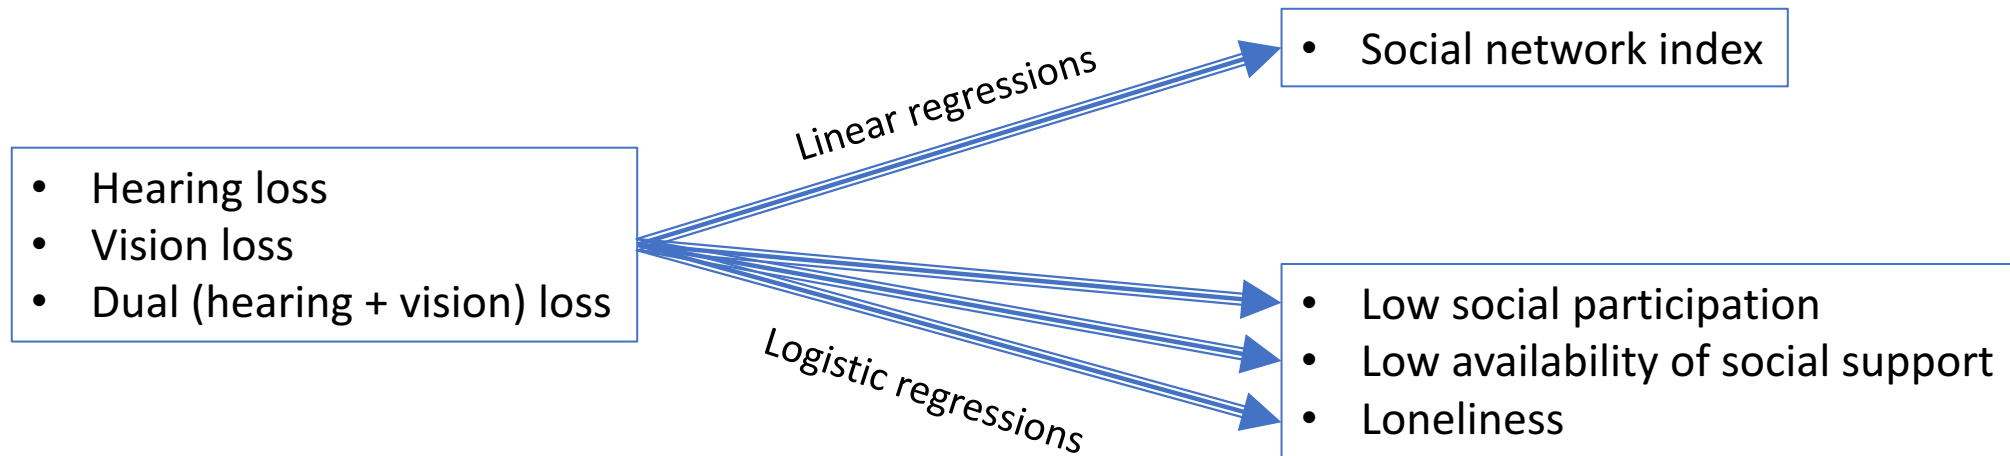 • Hearing loss
• Vision loss
• Dual (hearing + vision) loss
Linear regressions
Logistic regressions
• Social network index
• Low social participation
• Low availability of social support
• Loneliness